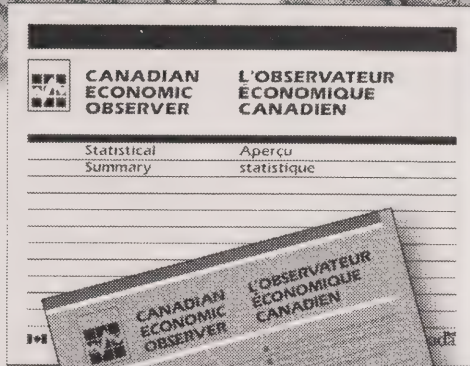 CANADIAN
ECONOMIC
OBSERVER
L'OBSERVATEUR
ÉCONOMIQUE
CANADIEN
Statistical
Summary
Aperçu
statistique
CANADIAN
ECONOMIC
OBSERVER
L'OBSERVATEUR
ÉCONOMIQUE
CANADIEN